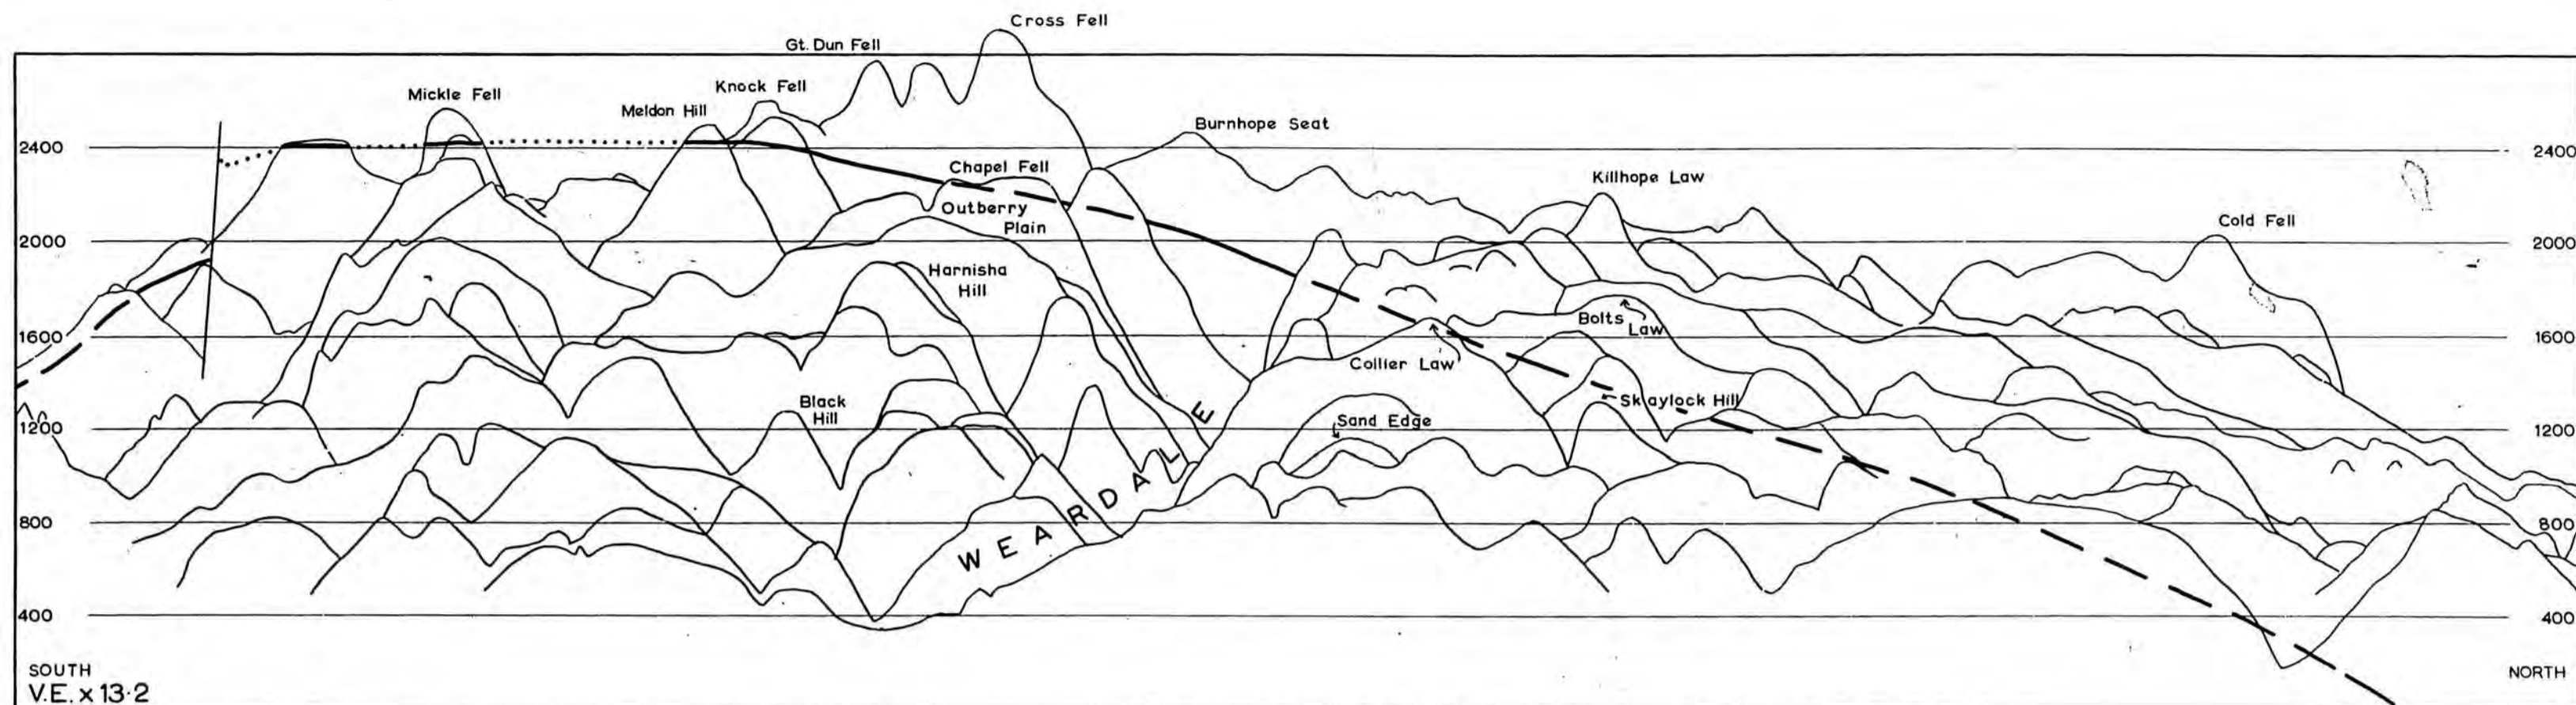 Cross Fell
Gt. Dun Fell
Knock Fell
Mickle Fell
Meldon Hill
Burnhope Seat
2400
2400
Chapel Fell
Killhope Law
Outberry
Plain
Cold Fell
2000
2000
Harnisha
Hill
Bolts
Law
1600
1600
Collier Law
Black
Hill
Skaylock Hill
Sand Edge
1200
1200
WEARDALE
800
800
400
400
SOUTH
NORTH
V.E. x 13·2